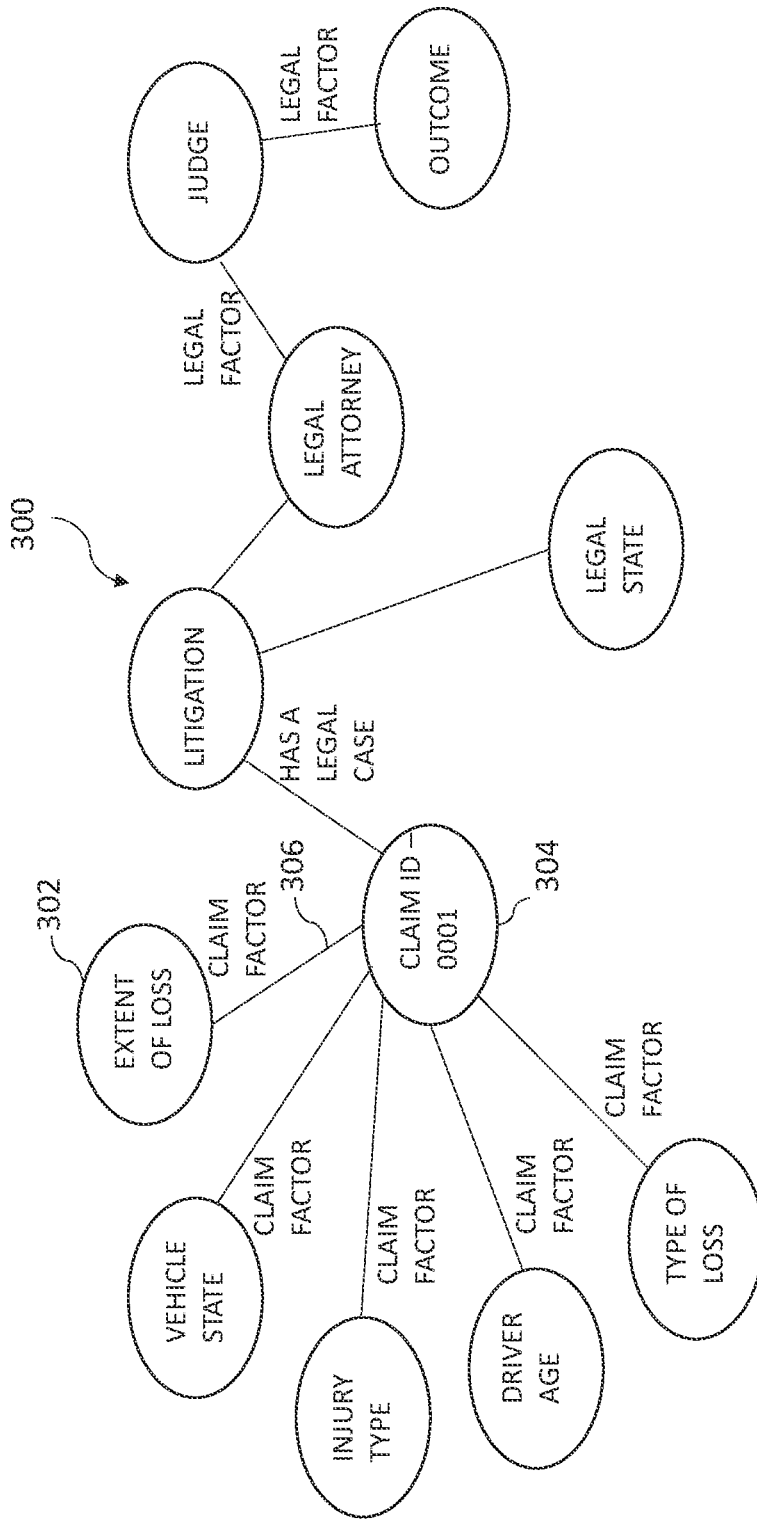 300
302
EXTENT
OF LOSS
CLAIM
FACTOR
306
VEHICLE
STATE
CLAIM
FACTOR
INJURY
TYPE
CLAIM
FACTOR
DRIVER
AGE
CLAIM
FACTOR
TYPE OF
LOSS
CLAIM
FACTOR
CLAIM ID –
0001
304
HAS A
LEGAL
CASE
LITIGATION
LEGAL
STATE
LEGAL
ATTORNEY
LEGAL
FACTOR
JUDGE
LEGAL
FACTOR
OUTCOME